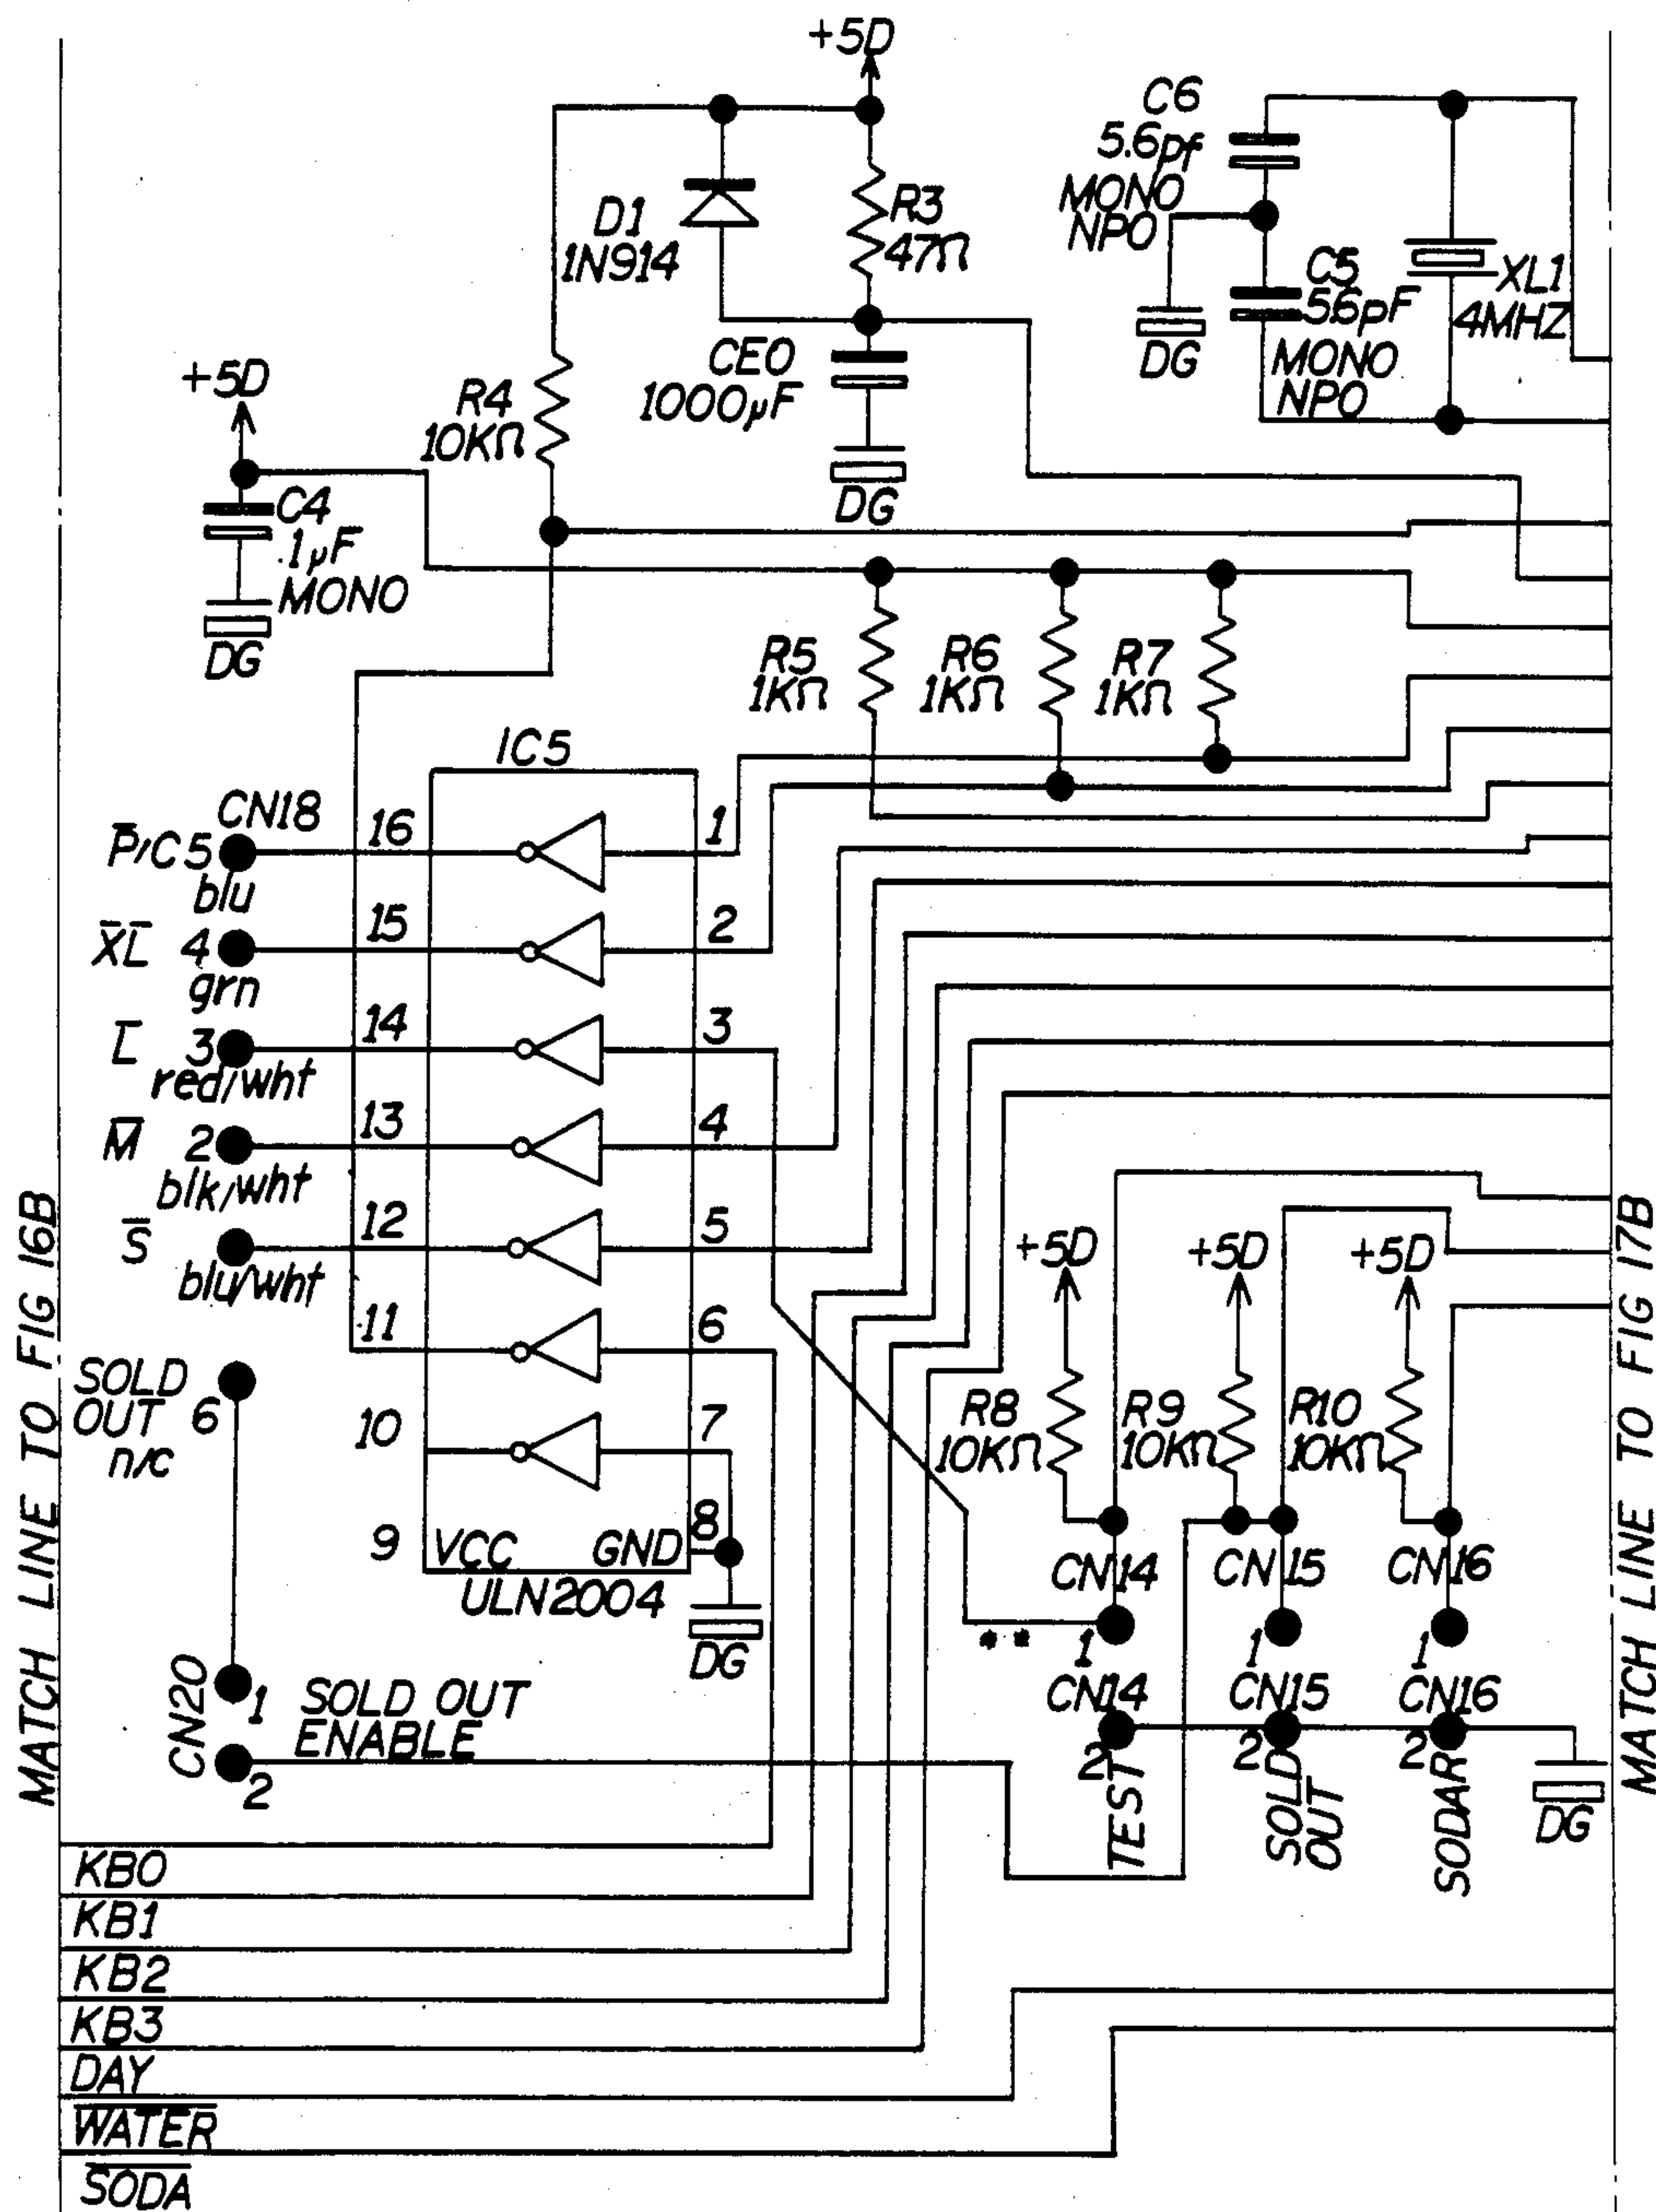 +5D
C6
5.6pf
MONO
NPO
D1
1N914
R3
47Ω
C5
56pF
MONO
NPO
XL1
4MHZ
DG
+5D
R4
10KΩ
CEO
1000μF
DG
C4
.1μF
MONO
DG
R5
1KΩ
R6
1KΩ
R7
1KΩ
IC5
CN18
P̅/C 5
blu
16
1
X̅L̅ 4
grn
15
2
L̅ 3
red/wht
14
3
M̅ 2
blk/wht
13
4
S̅
blu/wht
12
5
11
6
SOLD
OUT 6
n/c
10
7
9
VCC
GND
8
ULN2004
DG
+5D
+5D
+5D
R8
10KΩ
R9
10KΩ
R10
10KΩ
CN14
CN15
CN16
* *
1
1
1
CN14
CN15
CN16
2
2
2
TEST
SOLD
OUT
SODAR
DG
CN20
1
SOLD OUT
ENABLE
2
KB0
KB1
KB2
KB3
DAY
W̅A̅T̅E̅R̅
S̅O̅D̅A̅
MATCH LINE TO FIG 16B
MATCH LINE TO FIG 17B